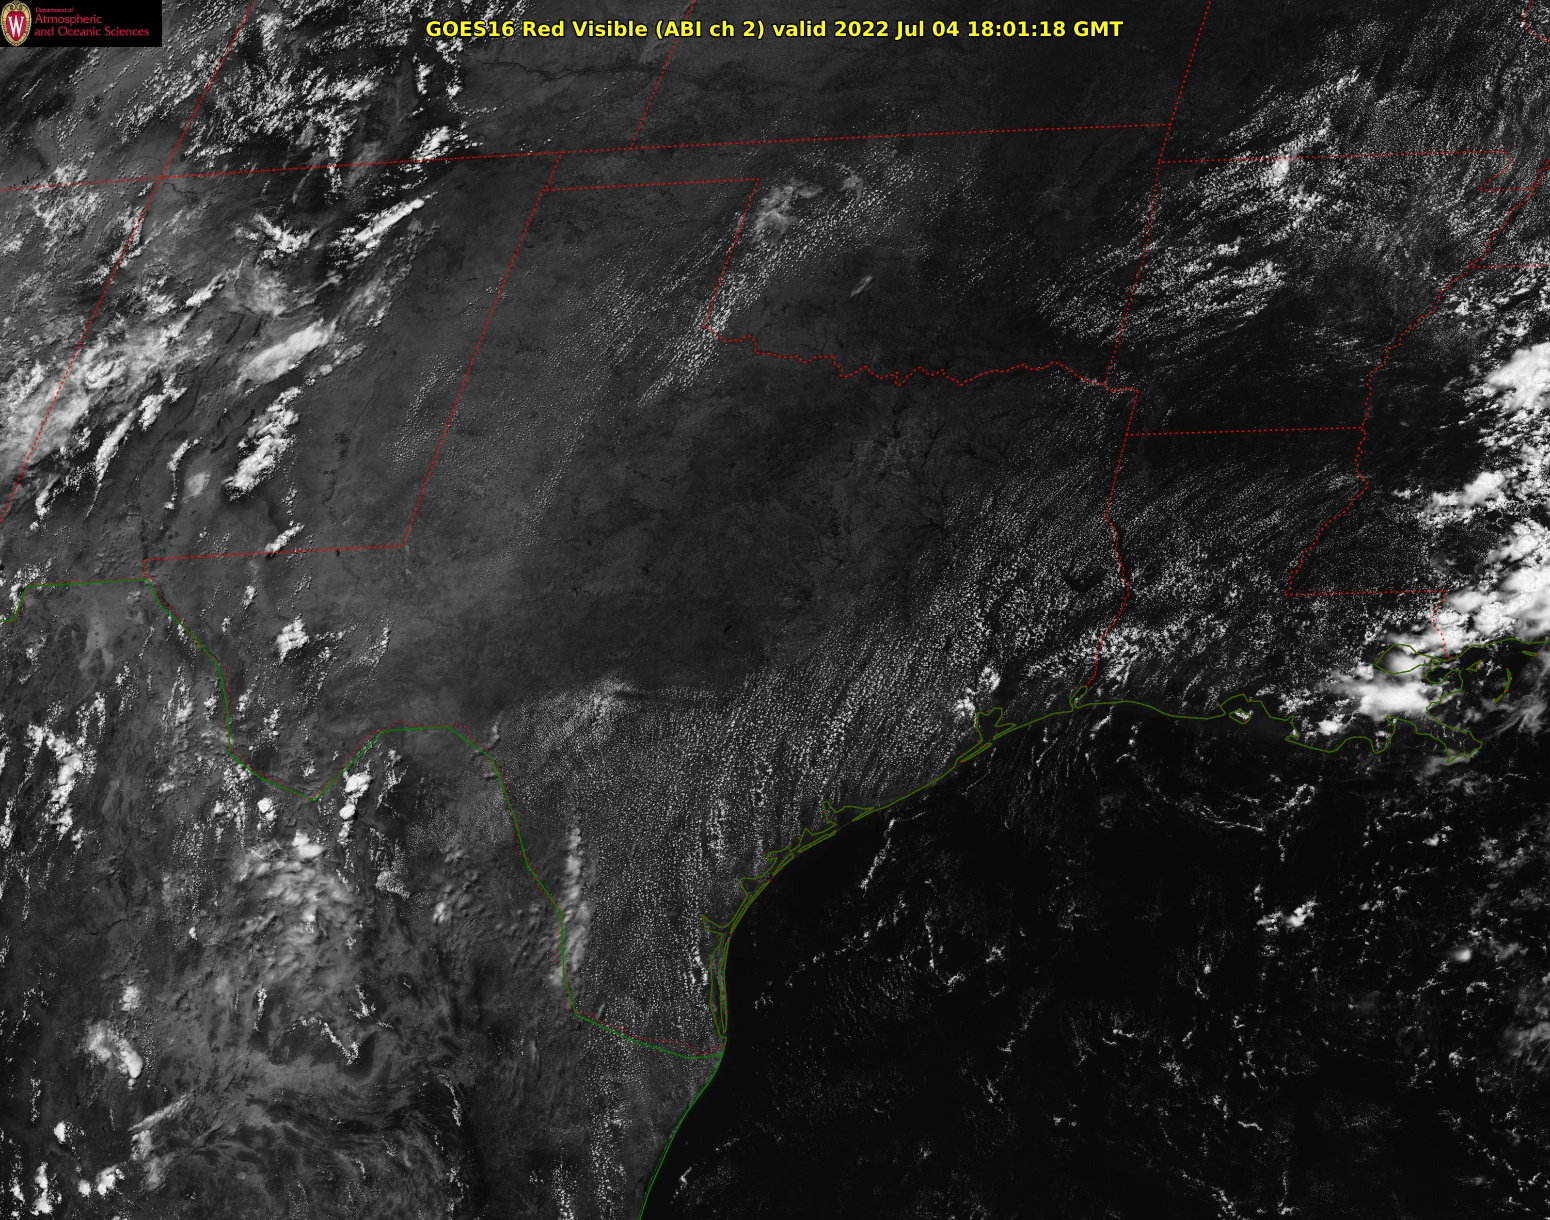 Department of
Atmospheric
and Oceanic Sciences
W
GOES16 Red Visible (ABI ch 2) valid 2022 Jul 04 18:01:18 GMT